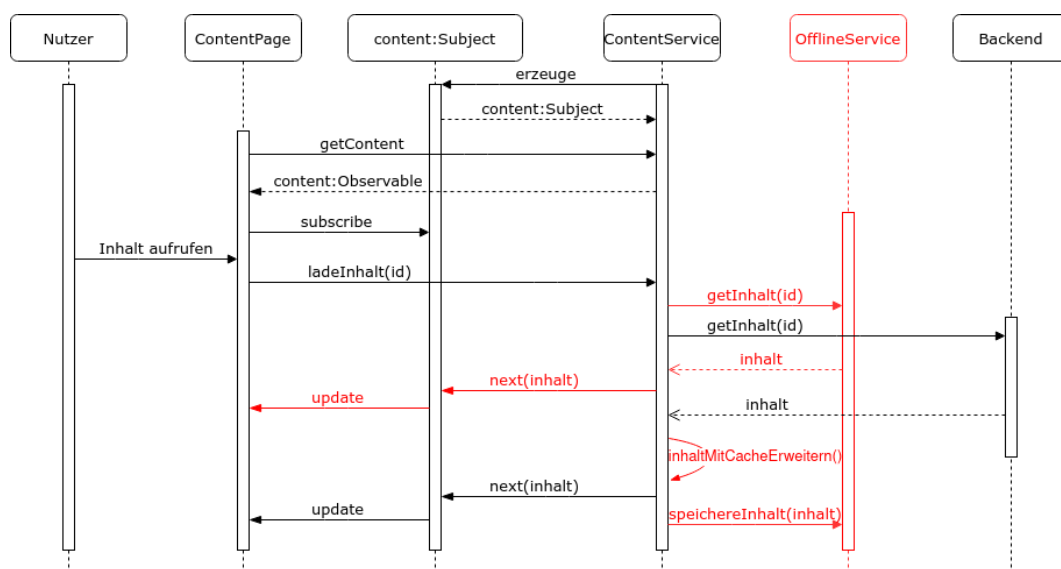 Nutzer
ContentPage
content:Subject
ContentService
OfflineService
Backend
erzeuge
content:Subject
getContent
content:Observable
subscribe
Inhalt aufrufen
ladeInhalt(id)
getInhalt(id)
getInhalt(id)
inhalt
next(inhalt)
update
inhalt
inhaltMitCacheErweitern()
next(inhalt)
update
speichereInhalt(inhalt)